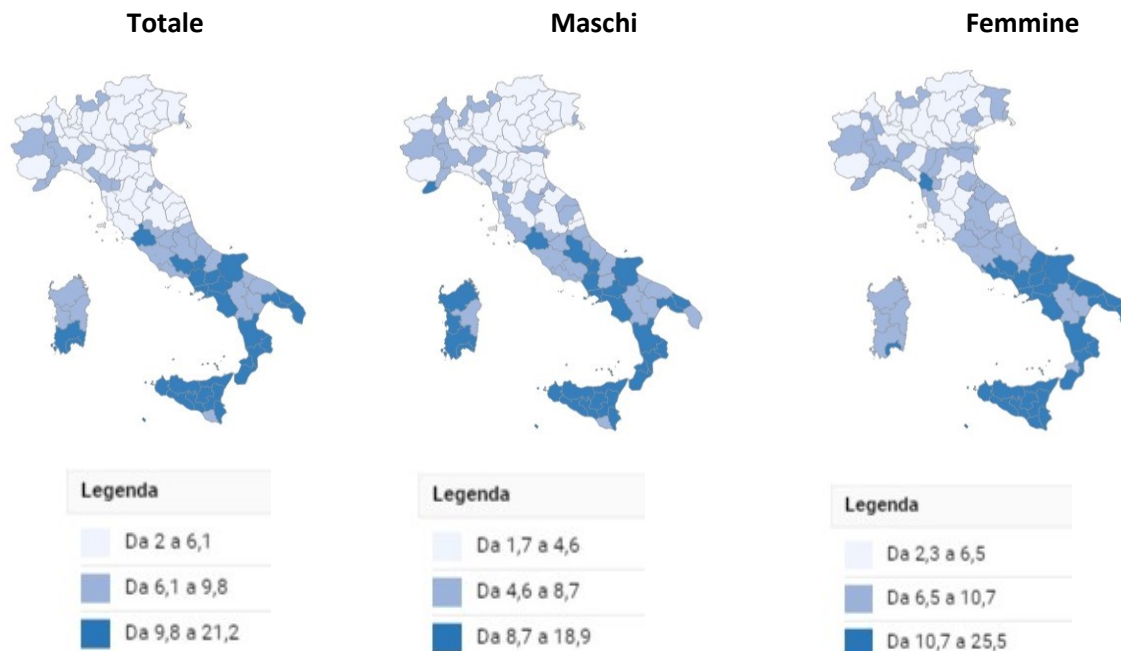 Totale
Maschi
Femmine
Legenda
Da 2 a 6,1
Da 6,1 a 9,8
Da 9,8 a 21,2
Legenda
Da 1,7 a 4,6
Da 4,6 a 8,7
Da 8,7 a 18,9
Legenda
Da 2,3 a 6,5
Da 6,5 a 10,7
Da 10,7 a 25,5